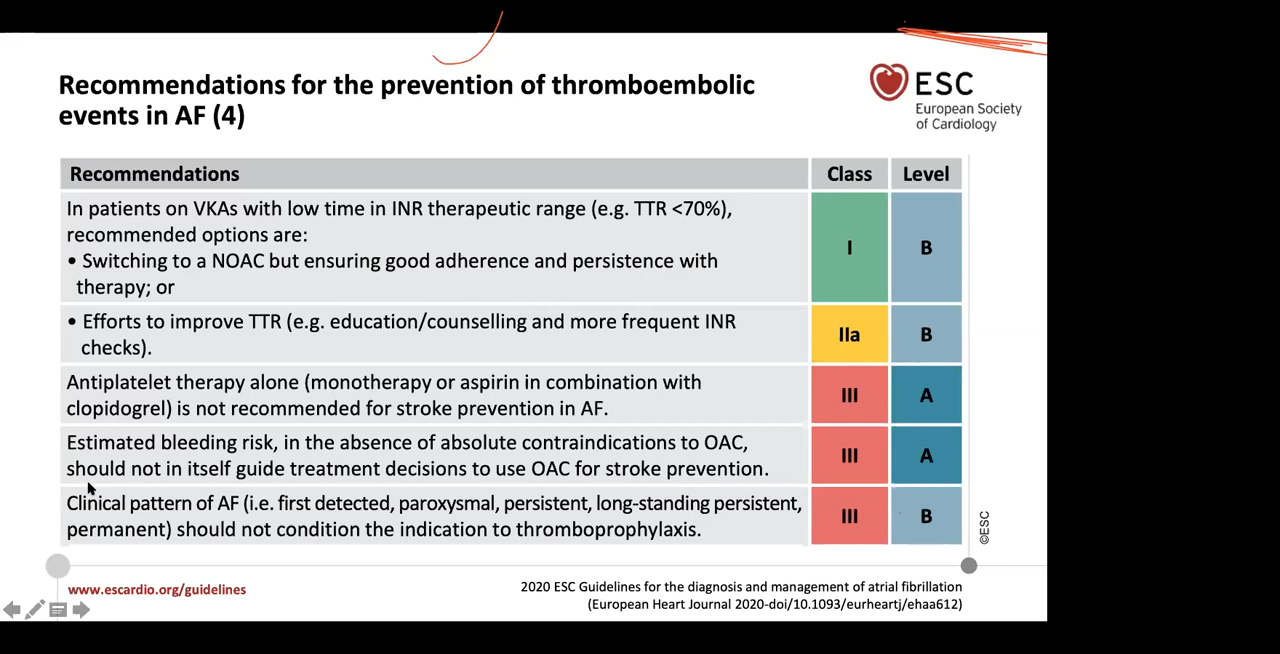 Recommendations for the prevention of thromboembolic
events in AF (4)
ESC
European Society
of Cardiology
Recommendations Class Level
In patients on VKAs with low time in INR therapeutic range (e.g. TTR <70%),
recommended options are:
• Switching to a NOAC but ensuring good adherence and persistence with
therapy; or
I B
• Efforts to improve TTR (e.g. education/counselling and more frequent INR
checks).
IIa B
Antiplatelet therapy alone (monotherapy or aspirin in combination with
clopidogrel) is not recommended for stroke prevention in AF.
III A
Estimated bleeding risk, in the absence of absolute contraindications to OAC,
should not in itself guide treatment decisions to use OAC for stroke prevention.
III A
Clinical pattern of AF (i.e. first detected, paroxysmal, persistent, long-standing persistent,
permanent) should not condition the indication to thromboprophylaxis.
III B
©ESC
www.escardio.org/guidelines
2020 ESC Guidelines for the diagnosis and management of atrial fibrillation
(European Heart Journal 2020-doi/10.1093/eurheartj/ehaa612)